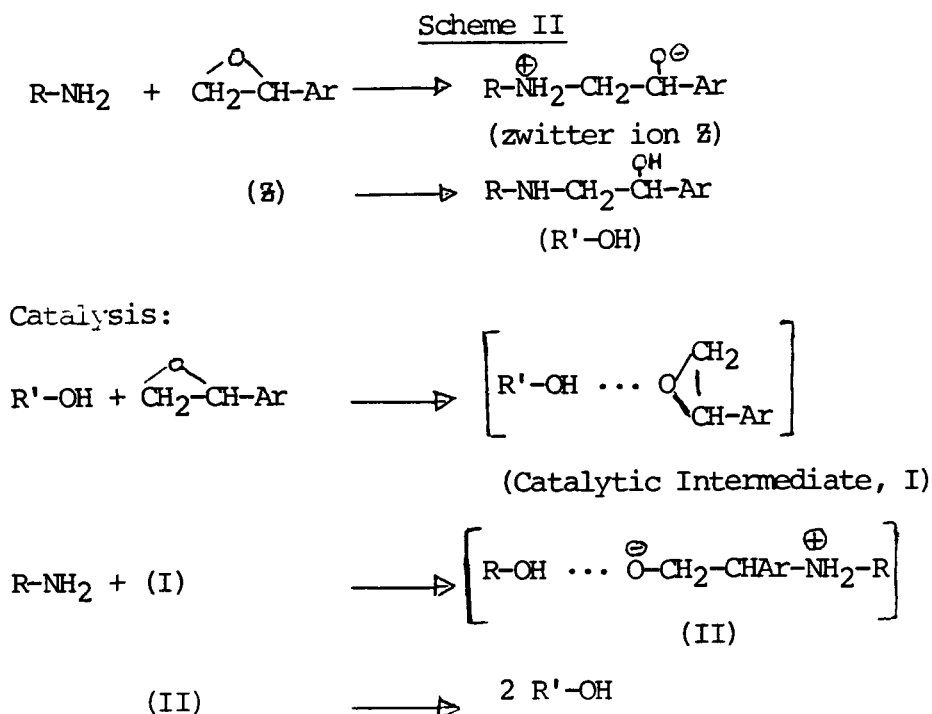 Scheme II
R-NH2 + CH2-CH-Ar R-NH2-CH2-CH-Ar
O ⊕ O⊖
(zwitter ion Z)
(Z) R-NH-CH2-CH-Ar
OH
(R'-OH)
Catalysis:
R'-OH + CH2-CH-Ar [R'-OH ... O CH2 CH-Ar]
O
(Catalytic Intermediate, I)
R-NH2 + (I) [R-OH ... O-CH2-CHAr-NH2-R]
⊖ ⊕
(II)
(II) 2 R'-OH